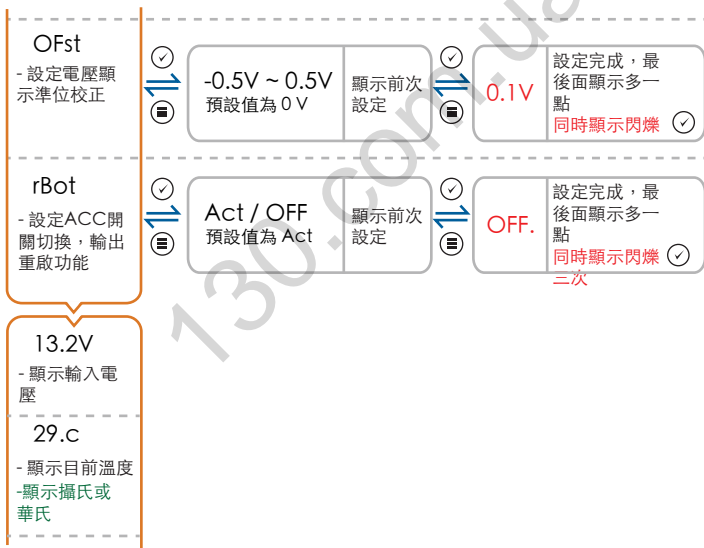 OFst
- 設定電壓顯
示準位校正
-0.5V ~ 0.5V
預設值為 0 V
顯示前次
設定
0.1V
設定完成，最
後面顯示多一
點
同時顯示閃爍
rBot
- 設定ACC開
關切換，輸出
重啟功能
Act / OFF
預設值為 Act
顯示前次
設定
OFF.
設定完成，最
後面顯示多一
點
同時顯示閃爍
三次
13.2V
- 顯示輸入電
壓
29.c
- 顯示目前溫度
-顯示攝氏或
華氏
130.com.ua